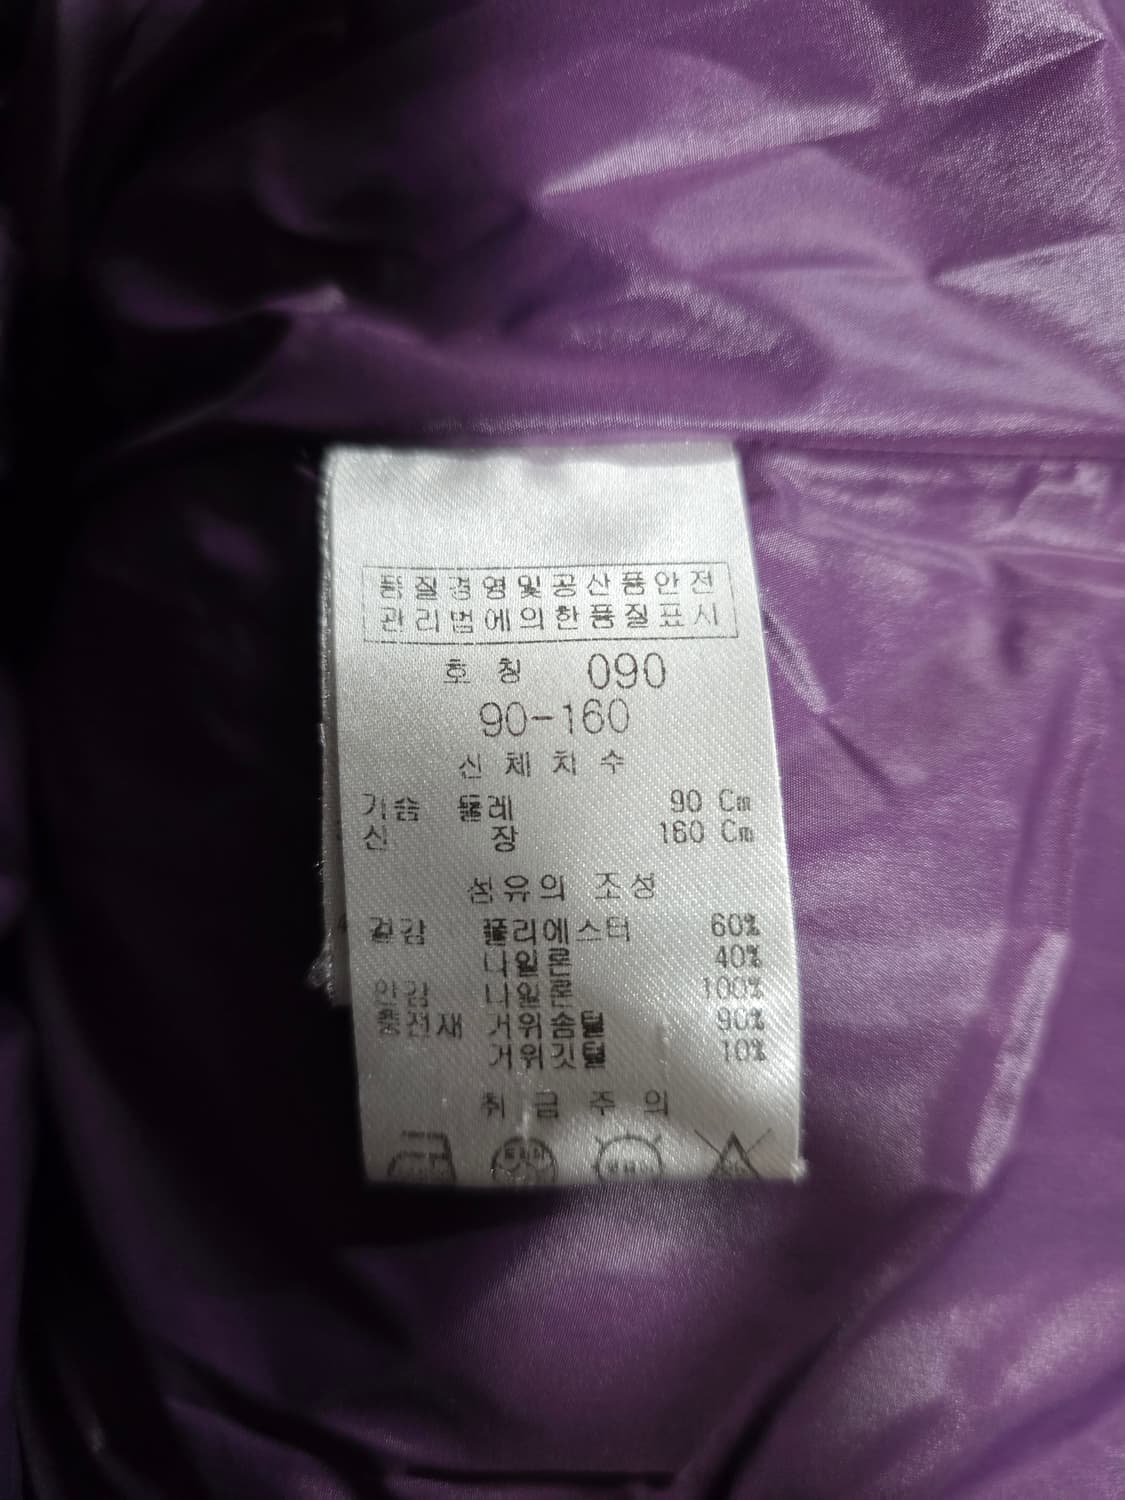 품질경영및공산품안전
관리법에의한품질표시
호 칭 090
90-160
신 체 치 수
가슴 둘레 90 Cm
신 장 160 Cm
섬유의 조성
겉감 폴리에스터 60%
나일론 40%
안감 나일론 100%
충전재 거위솜털 90%
거위깃털 10%
취 급 주 의